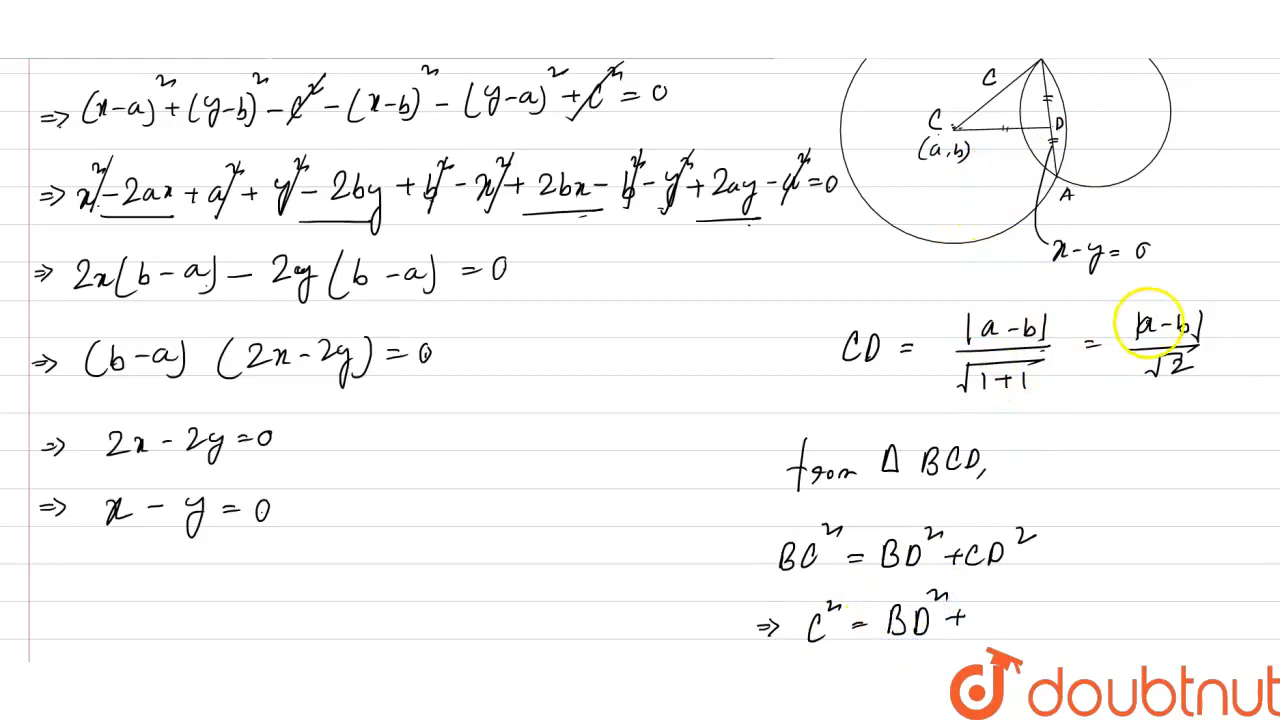 ⇒ (x-a)² + (y-b)² - c² - (x-b)² - (y-a)² + c² = 0
⇒ x² - 2ax + a² + y² - 2by + b² - x² + 2bx - b² - y² + 2ay - a² = 0
⇒ 2x(b-a) - 2y(b-a) = 0
⇒ (b-a) (2x-2y) = 0
⇒ 2x - 2y = 0
⇒ x - y = 0
C
C
(a,b)
D
A
x-y=0
CD = |a-b| / √1+1 = |a-b| / √2
from Δ BCD,
BC² = BD² + CD²
⇒ C² = BD² +
doubtnut